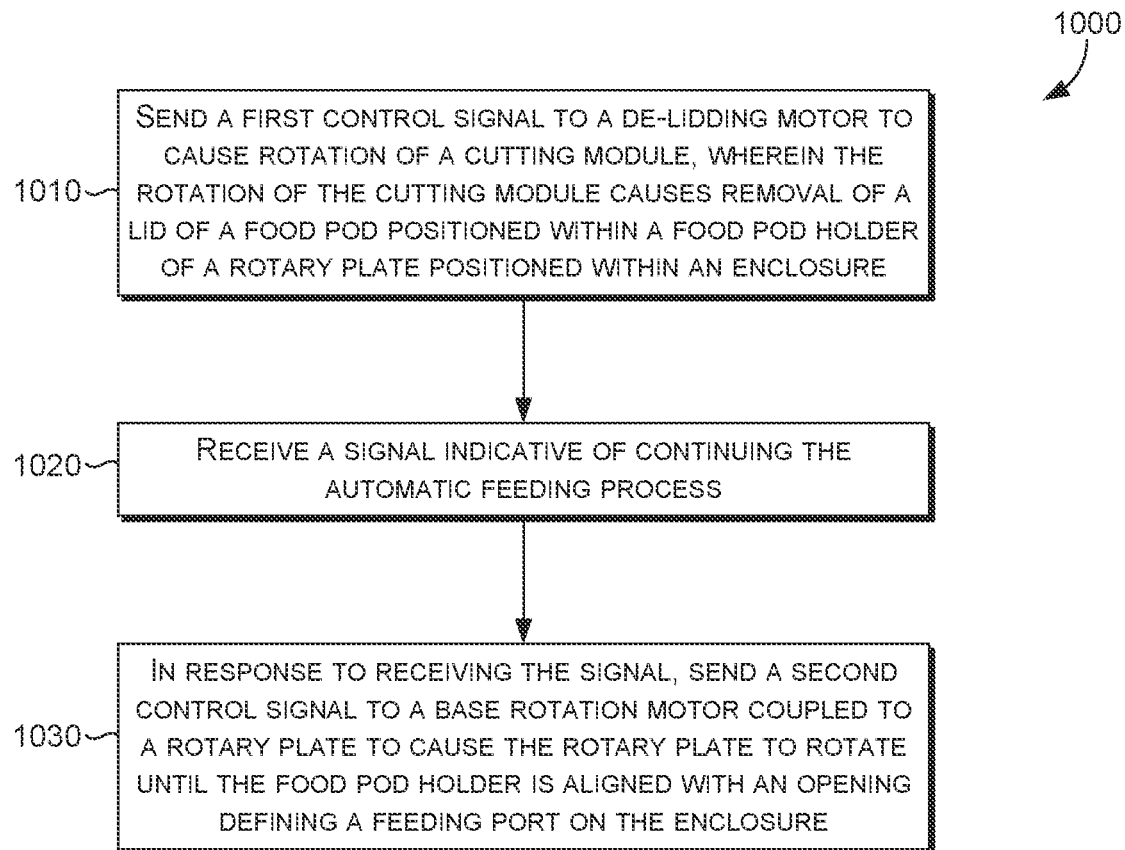 1000
SEND A FIRST CONTROL SIGNAL TO A DE-LIDDING MOTOR TO
CAUSE ROTATION OF A CUTTING MODULE, WHEREIN THE
1010
ROTATION OF THE CUTTING MODULE CAUSES REMOVAL OF A
LID OF A FOOD POD POSITIONED WITHIN A FOOD POD HOLDER
OF A ROTARY PLATE POSITIONED WITHIN AN ENCLOSURE
1020
RECEIVE A SIGNAL INDICATIVE OF CONTINUING THE
AUTOMATIC FEEDING PROCESS
IN RESPONSE TO RECEIVING THE SIGNAL, SEND A SECOND
CONTROL SIGNAL TO A BASE ROTATION MOTOR COUPLED TO
1030
A ROTARY PLATE TO CAUSE THE ROTARY PLATE TO ROTATE
UNTIL THE FOOD POD HOLDER IS ALIGNED WITH AN OPENING
DEFINING A FEEDING PORT ON THE ENCLOSURE